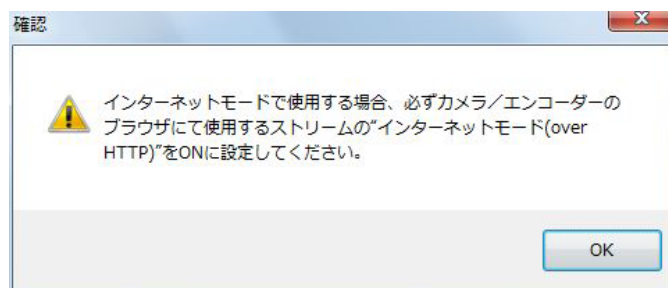 確認
インターネットモードで使用する場合、必ずカメラ／エンコーダーの
ブラウザにて使用するストリームの“インターネットモード(over
HTTP)”をONに設定してください。
OK